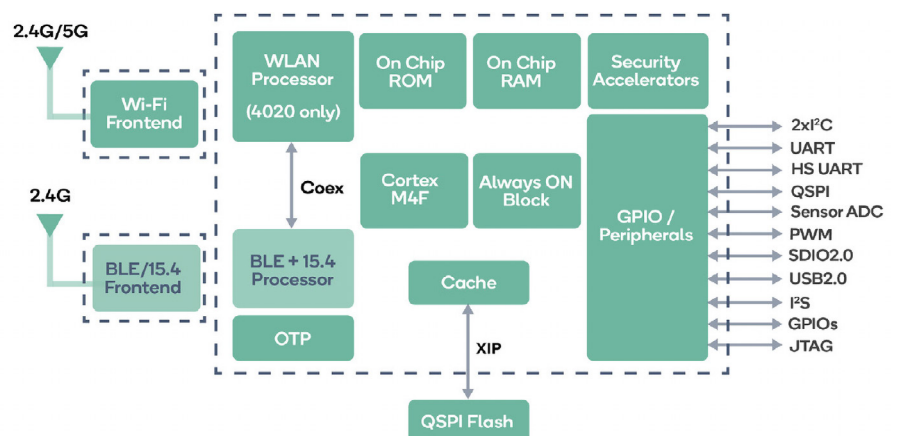 2.4G/5G
Wi-Fi
Frontend
2.4G
BLE/15.4
Frontend
WLAN
Processor
(4020 only)
Coex
BLE + 15.4
Processor
OTP
On Chip
ROM
On Chip
RAM
Security
Accelerators
Cortex
M4F
Always ON
Block
Cache
XIP
QSPI Flash
GPIO /
Peripherals
2xI²C
UART
HS UART
QSPI
Sensor ADC
PWM
SDIO2.0
USB2.0
I²S
GPIOs
JTAG